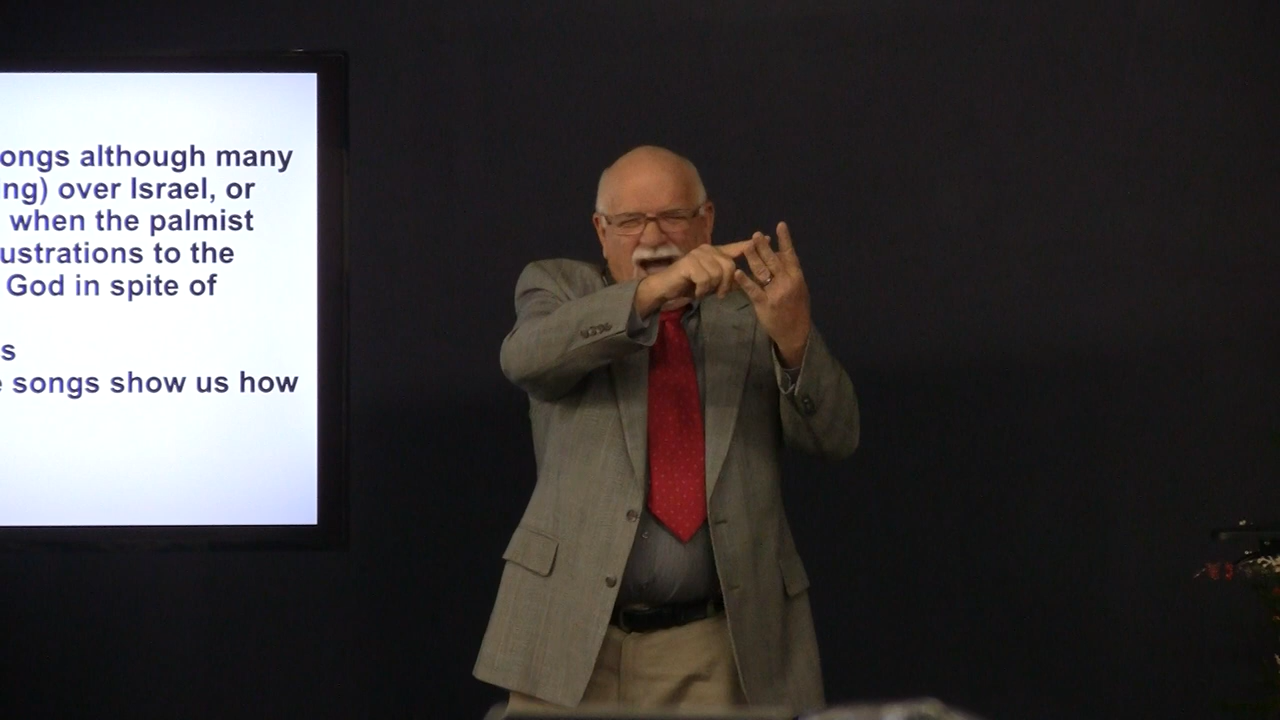 ongs although many
ng) over Israel, or
when the palmist
ustrations to the
God in spite of
s
songs show us how